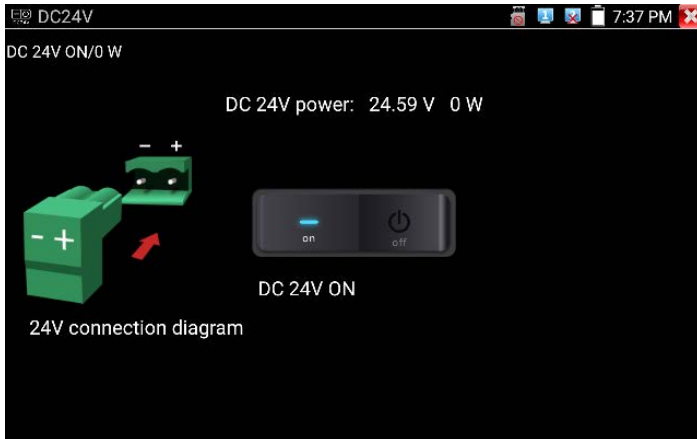 DC24V
1
7:37 PM
DC 24V ON/0 W
DC 24V power: 24.59 V 0 W
- +
- +
on
off
DC 24V ON
24V connection diagram